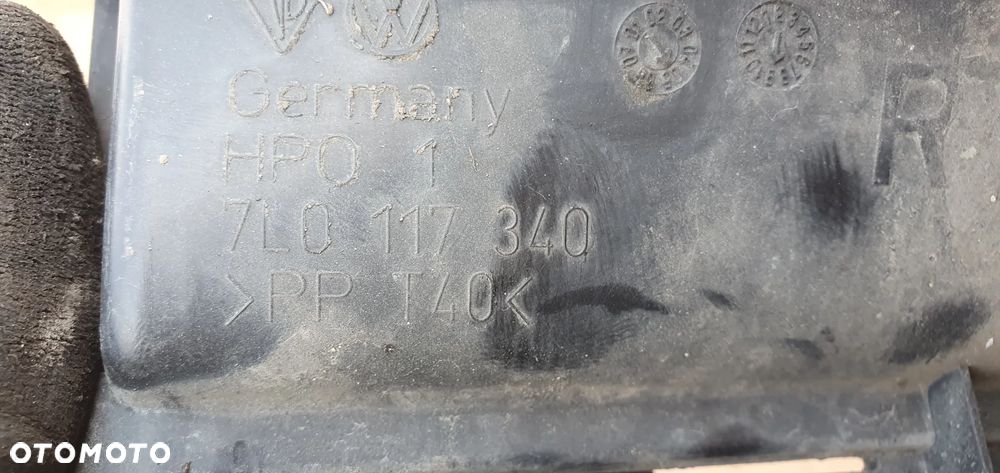 Germany
HPO 1
7L0 117 340
>PP T40<
R
OTOMOTO